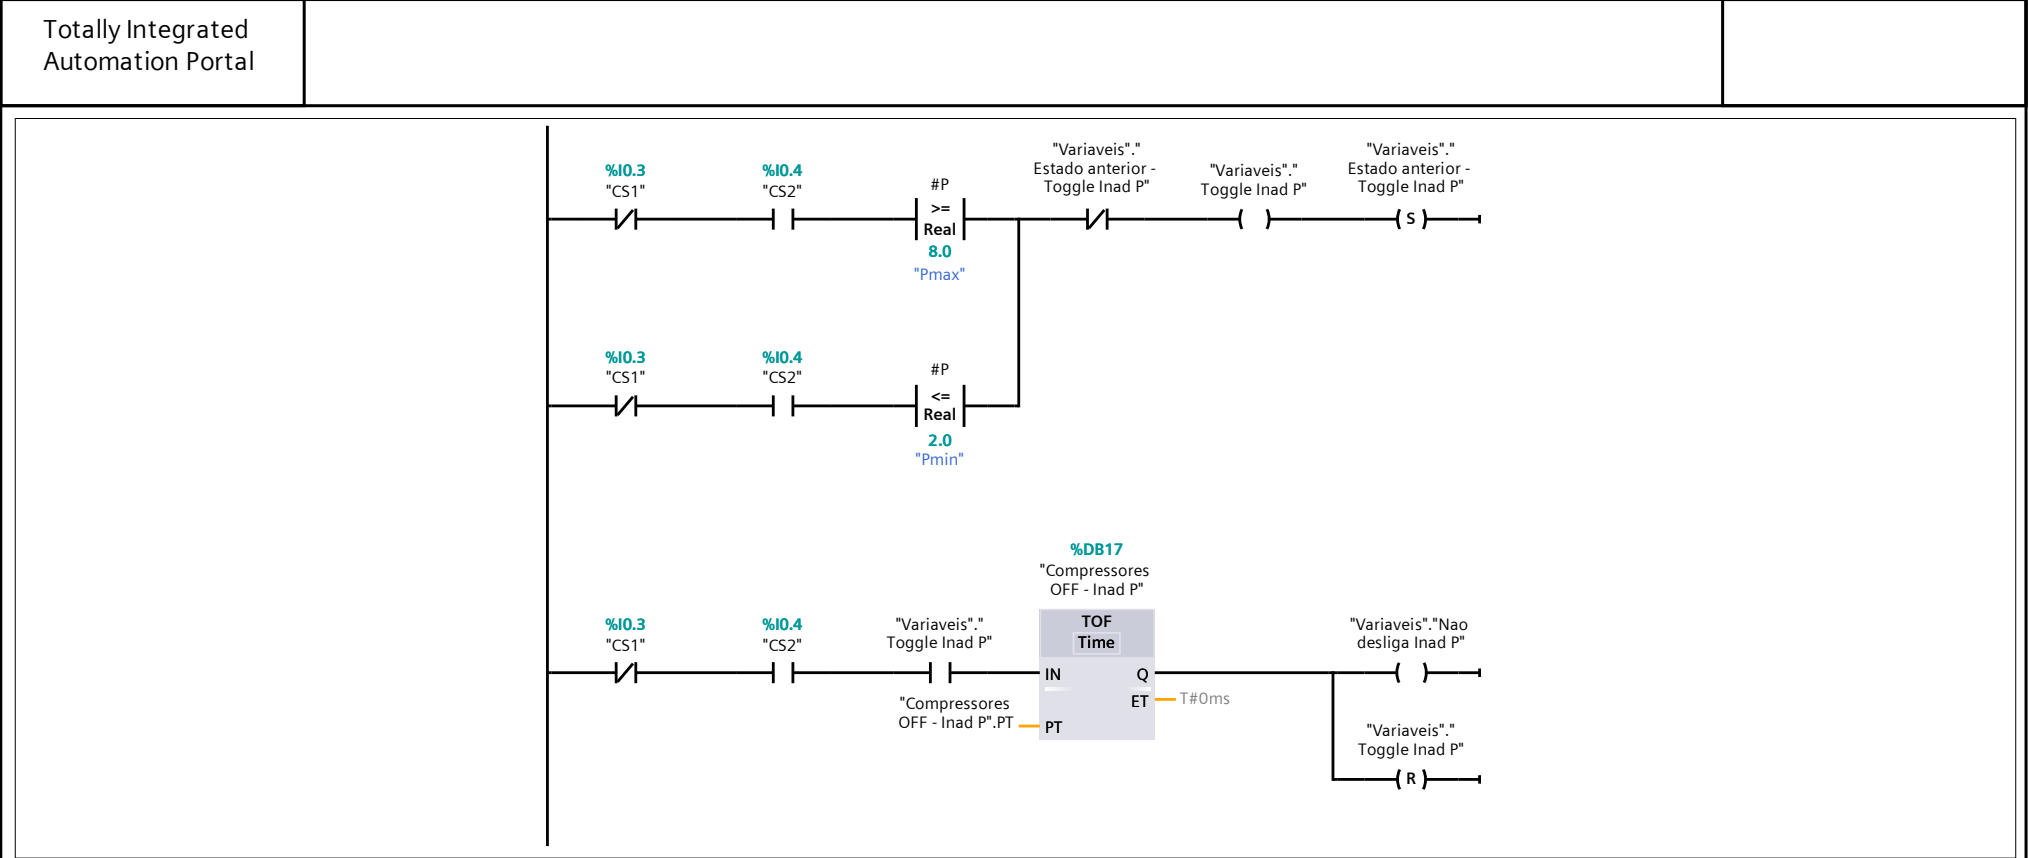 Totally Integrated
Automation Portal
%I0.3
"CS1"
%I0.4
"CS2"
#P
>=
Real
8.0
"Pmax"
"Variaveis"."
Estado anterior -
Toggle Inad P"
"Variaveis"."
Toggle Inad P"
"Variaveis"."
Estado anterior -
Toggle Inad P"
S
%I0.3
"CS1"
%I0.4
"CS2"
#P
<=
Real
2.0
"Pmin"
%DB17
"Compressores
OFF - Inad P"
%I0.3
"CS1"
%I0.4
"CS2"
"Variaveis"."
Toggle Inad P"
TOF
Time
IN
Q
ET
T#0ms
"Compressores
OFF - Inad P".PT
PT
"Variaveis"."Nao
desliga Inad P"
"Variaveis"."
Toggle Inad P"
R